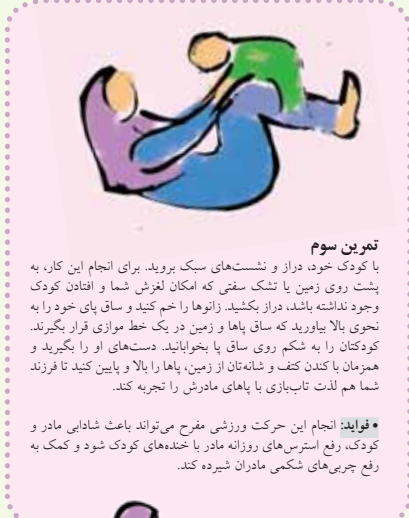 تمرین سوم
با کودک خود، دراز و نشست‌های سبک بروید. برای انجام این کار، به
پشت روی زمین یا تشک سفتی که امکان لغزش شما و افتادن کودک
وجود نداشته باشد، دراز بکشید. زانوها را خم کنید و ساق پای خود را به
نحوی بالا بیاورید که ساق پاها و زمین در یک خط موازی قرار بگیرند.
کودکتان را به شکم روی ساق پا بخوابانید. دست‌های او را بگیرید و
همزمان با کندن کتف و شانه‌تان از زمین، پاها را بالا و پایین کنید تا فرزند
شما هم لذت تاب‌بازی با پاهای مادرش را تجربه کند.
• فواید: انجام این حرکت ورزشی مفرح می‌تواند باعث شادابی مادر و
کودک، رفع استرس‌های روزانه مادر با خنده‌های کودک شود و کمک به
رفع چربی‌های شکمی مادران شیرده کند.